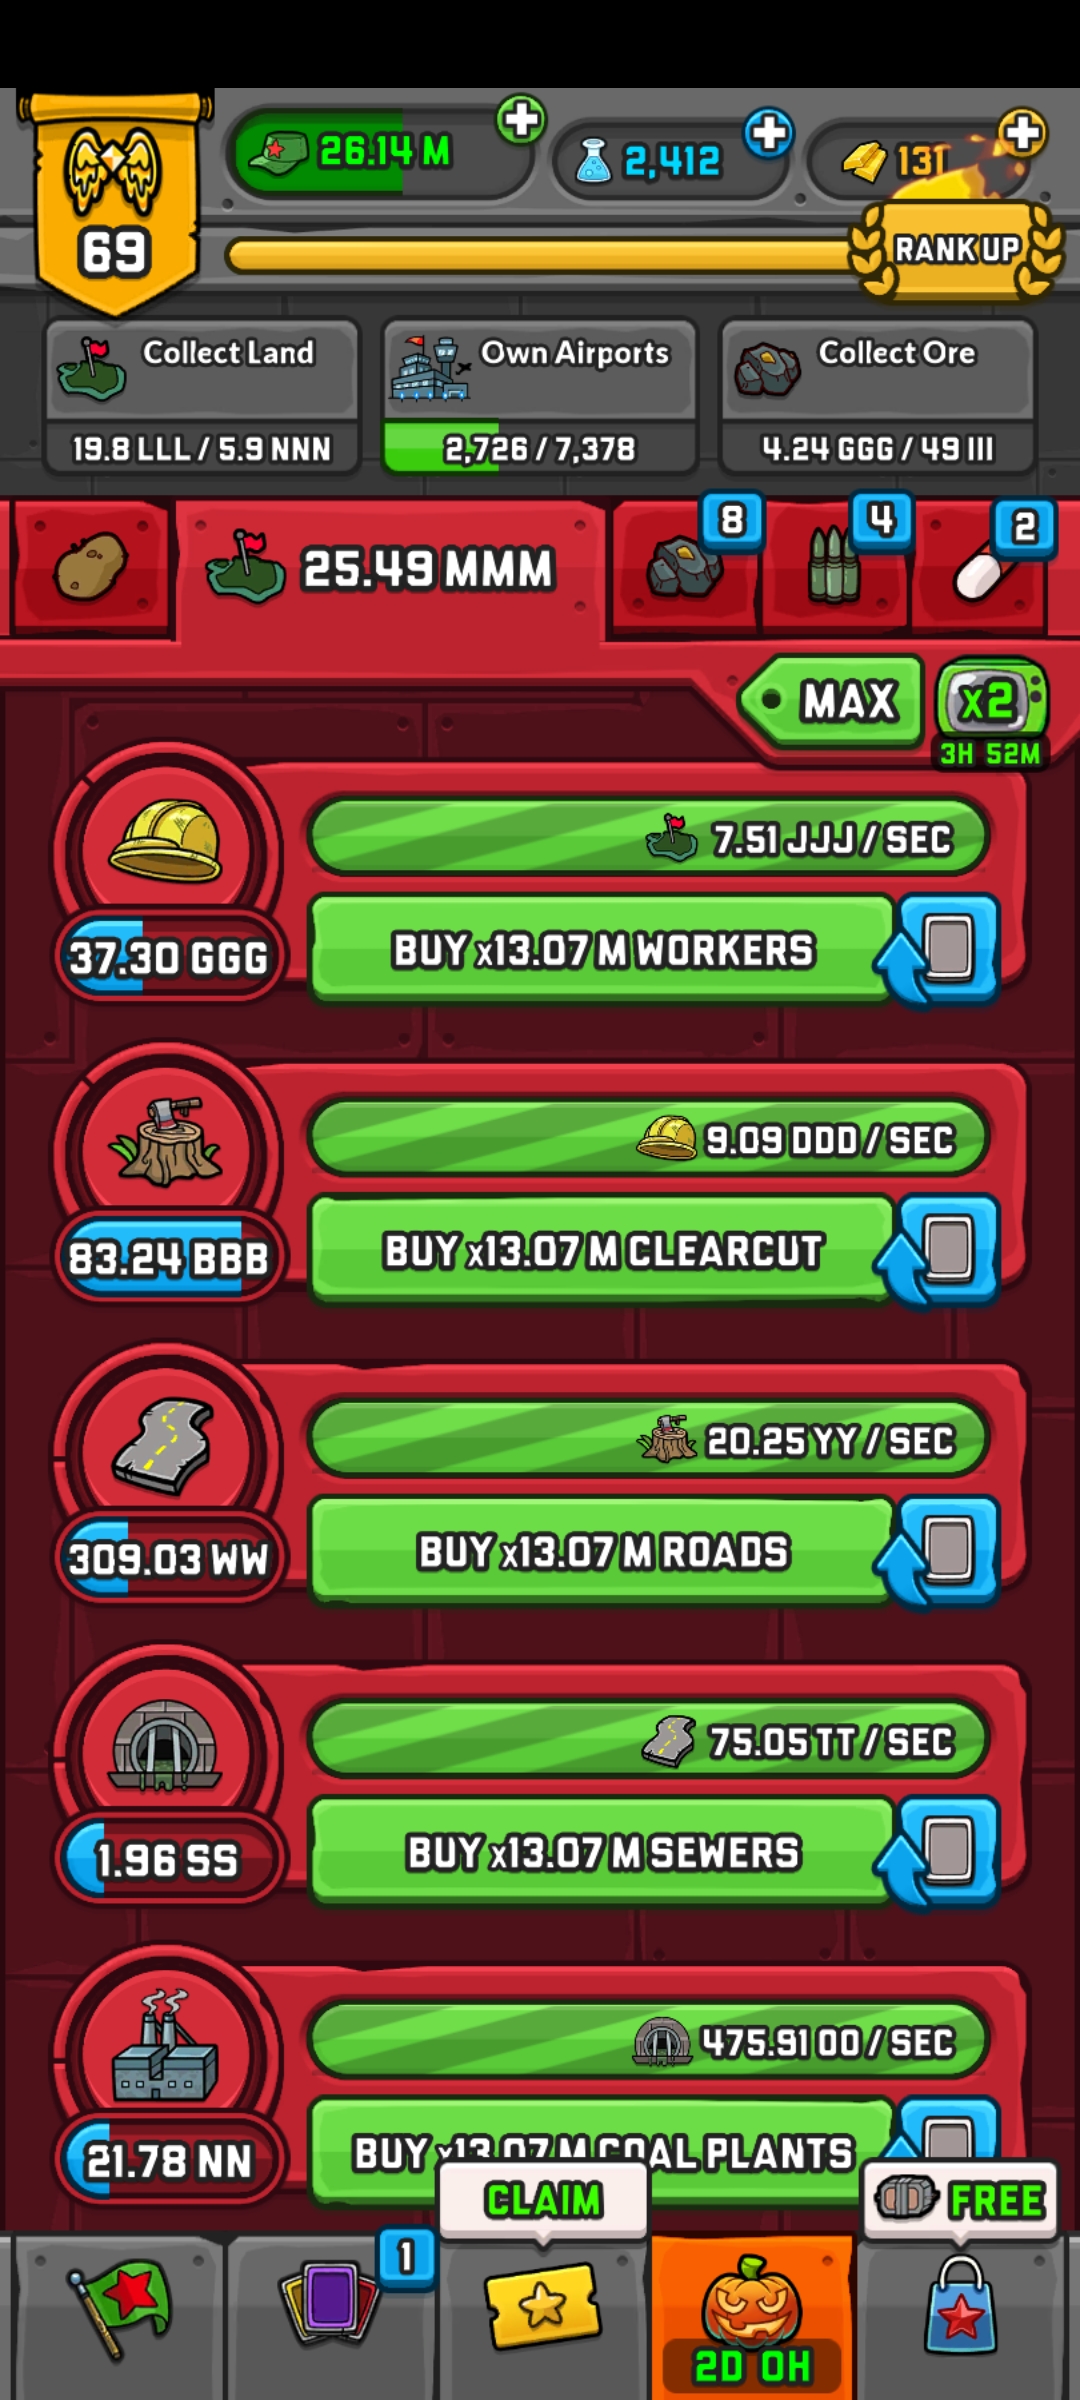 26.14 M
2,412
131
69
RANK UP
Collect Land
19.8 LLL / 5.9 NNN
Own Airports
2,726 / 7,378
Collect Ore
4.24 GGG / 49 III
25.49 MMM
8
4
2
MAX
x2
3H 52M
7.51 JJJ / SEC
37.30 GGG
BUY x13.07 M WORKERS
9.09 DDD / SEC
83.24 BBB
BUY x13.07 M CLEARCUT
20.25 YY / SEC
309.03 WW
BUY x13.07 M ROADS
75.05 TT / SEC
1.96 SS
BUY x13.07 M SEWERS
475.91 OO / SEC
21.78 NN
BUY x13.07 M COAL PLANTS
CLAIM
FREE
1
2D 0H